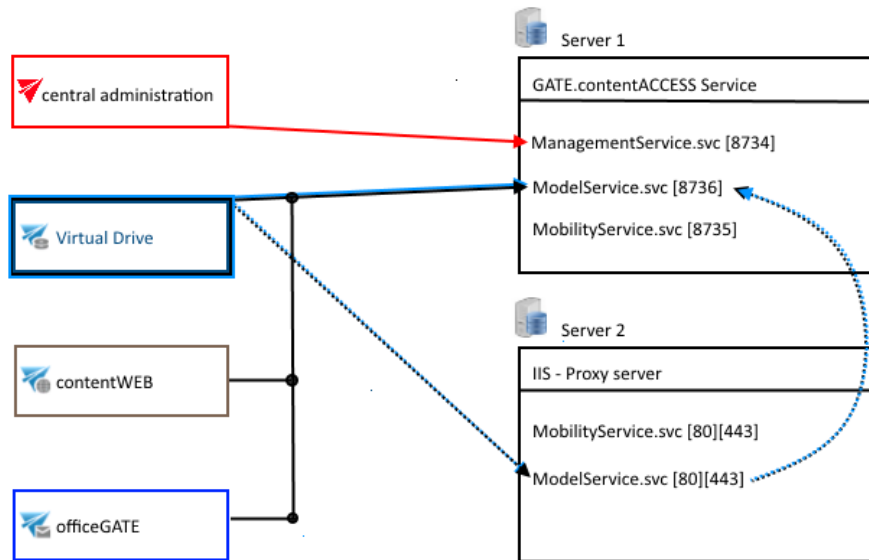 Server 1
central administration
GATE.contentACCESS Service
ManagementService.svc [8734]
ModelService.svc [8736]
MobilityService.svc [8735]
Virtual Drive
Server 2
contentWEB
IIS - Proxy server
MobilityService.svc [80][443]
ModelService.svc [80][443]
officeGATE